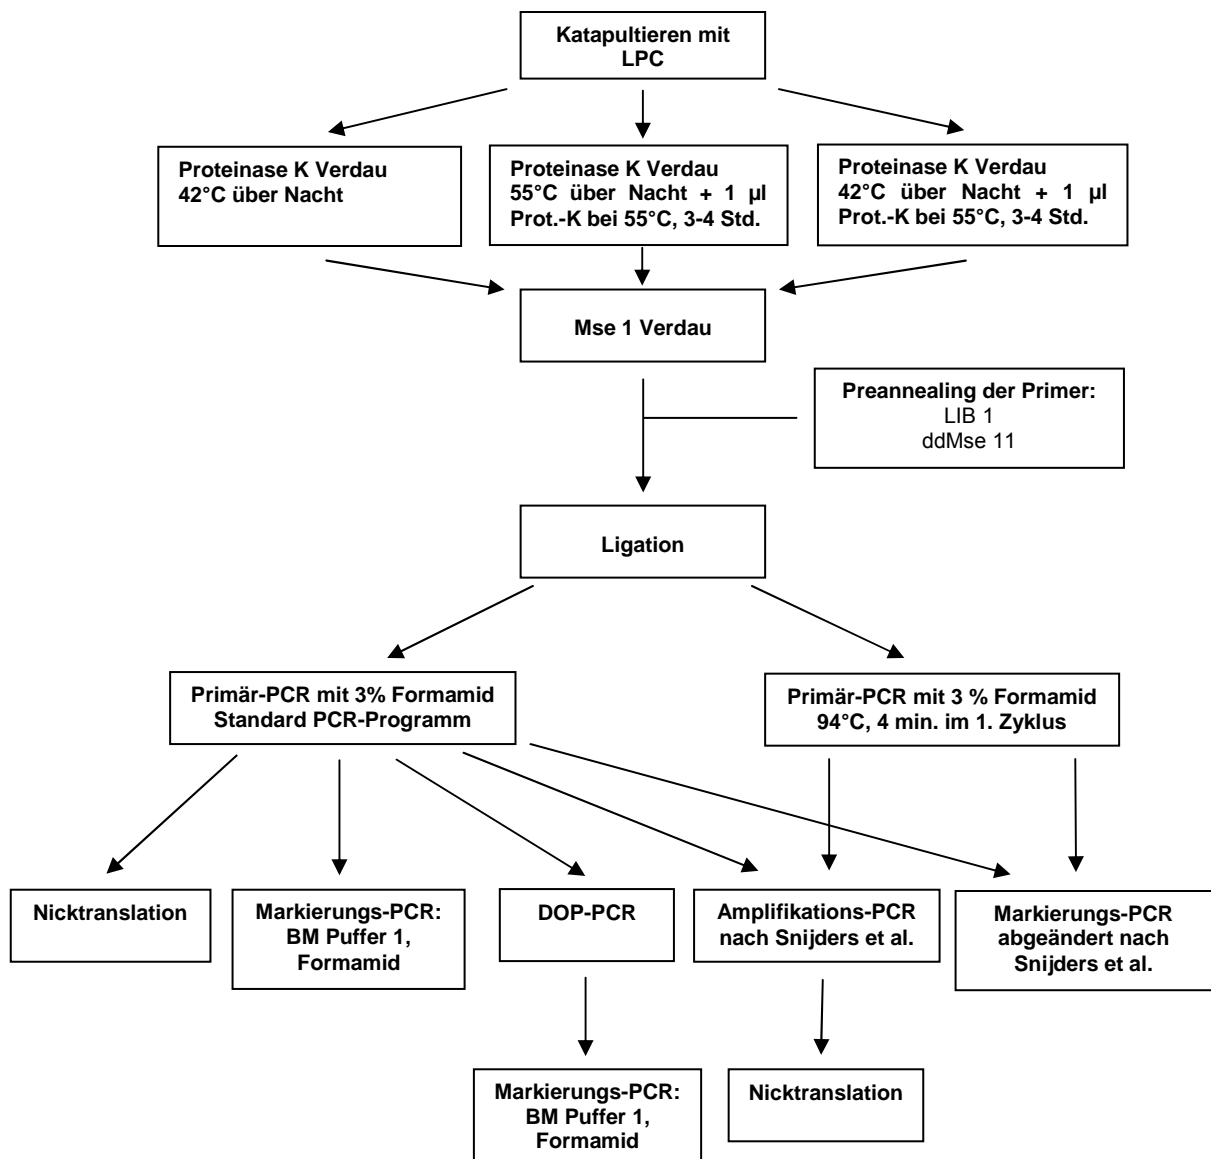 Katapultieren mit
LPC
Proteinase K Verdau
42°C über Nacht
Proteinase K Verdau
55°C über Nacht + 1 µl
Prot.-K bei 55°C, 3-4 Std.
Proteinase K Verdau
42°C über Nacht + 1 µl
Prot.-K bei 55°C, 3-4 Std.
Mse 1 Verdau
Preannealing der Primer:
LIB 1
ddMse 11
Ligation
Primär-PCR mit 3% Formamid
Standard PCR-Programm
Primär-PCR mit 3 % Formamid
94°C, 4 min. im 1. Zyklus
Nicktranslation
Markierungs-PCR:
BM Puffer 1,
Formamid
DOP-PCR
Amplifikations-PCR
nach Snijders et al.
Markierungs-PCR
abgeändert nach
Snijders et al.
Markierungs-PCR:
BM Puffer 1,
Formamid
Nicktranslation